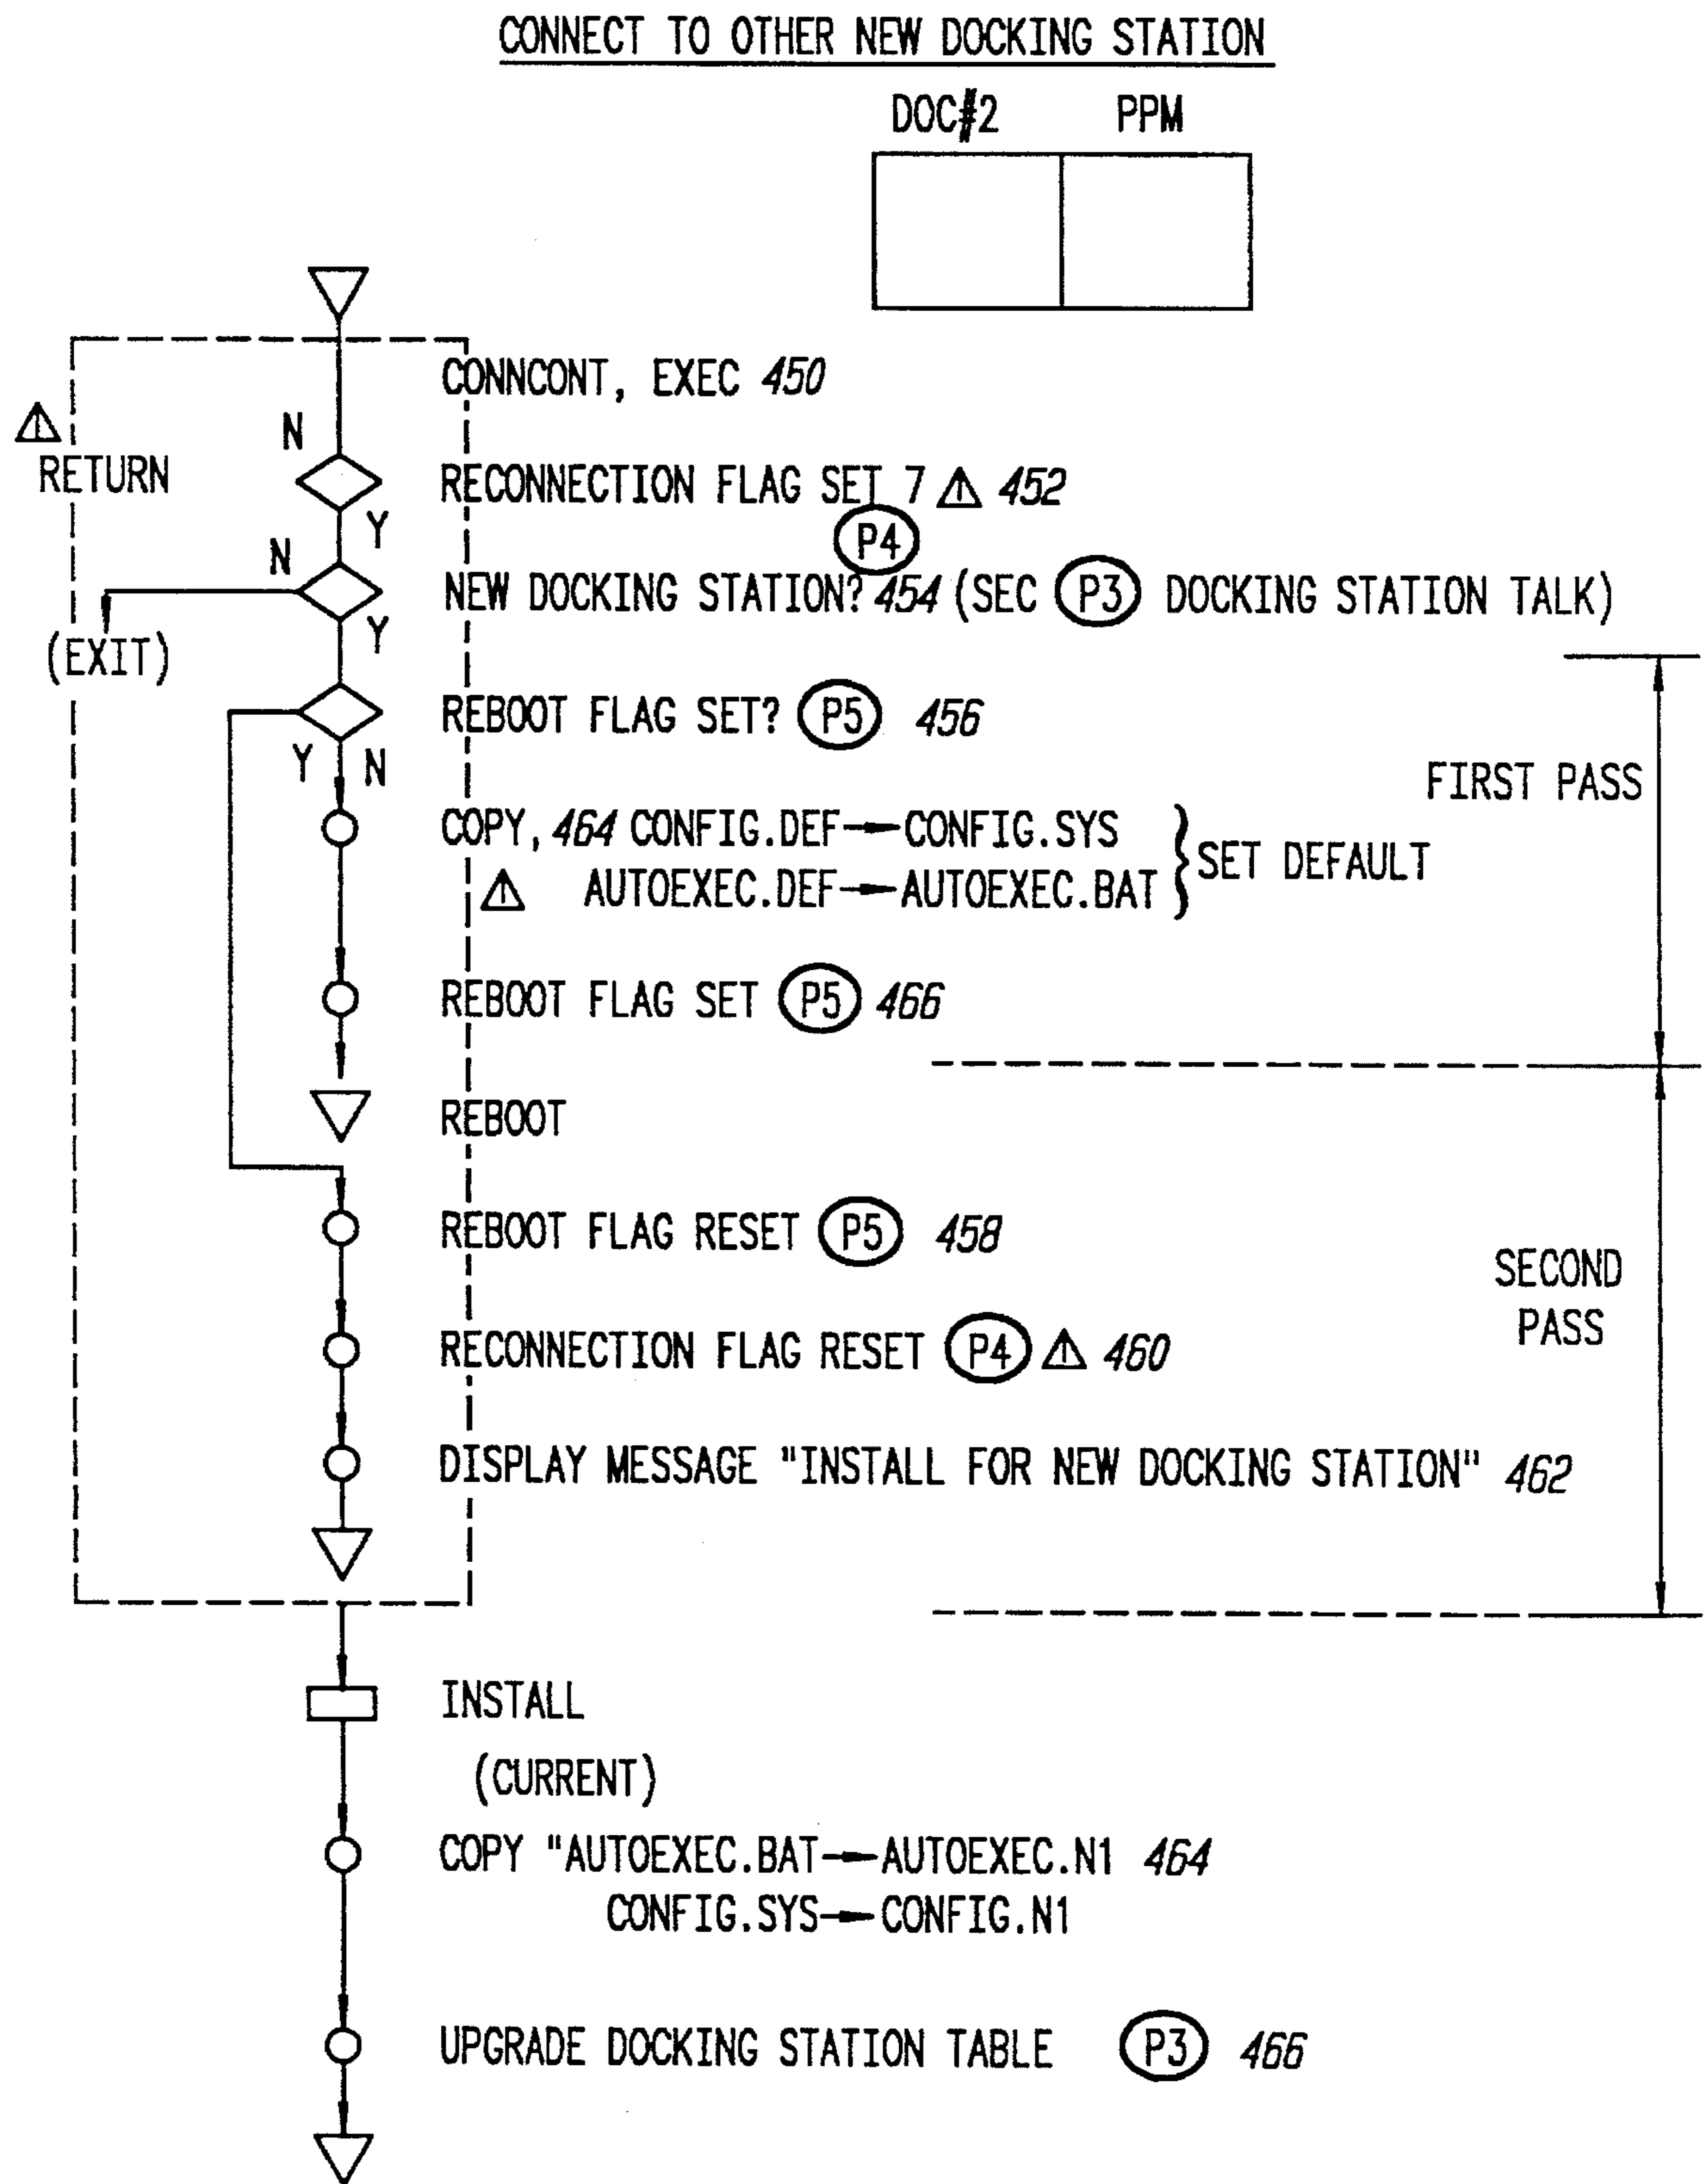 CONNECT TO OTHER NEW DOCKING STATION
DOC#2 PPM
CONNCONT, EXEC 450
N
RETURN
RECONNECTION FLAG SET 7 452
Y
P4
N
NEW DOCKING STATION? 454 (SEC P3 DOCKING STATION TALK)
Y
(EXIT)
REBOOT FLAG SET? P5 456
Y N
FIRST PASS
COPY, 464 CONFIG.DEF→CONFIG.SYS
AUTOEXEC.DEF→AUTOEXEC.BAT
SET DEFAULT
REBOOT FLAG SET P5 466
REBOOT
REBOOT FLAG RESET P5 458
SECOND
PASS
RECONNECTION FLAG RESET P4 460
DISPLAY MESSAGE "INSTALL FOR NEW DOCKING STATION" 462
INSTALL
(CURRENT)
COPY "AUTOEXEC.BAT→AUTOEXEC.N1 464
CONFIG.SYS→CONFIG.N1
UPGRADE DOCKING STATION TABLE P3 466